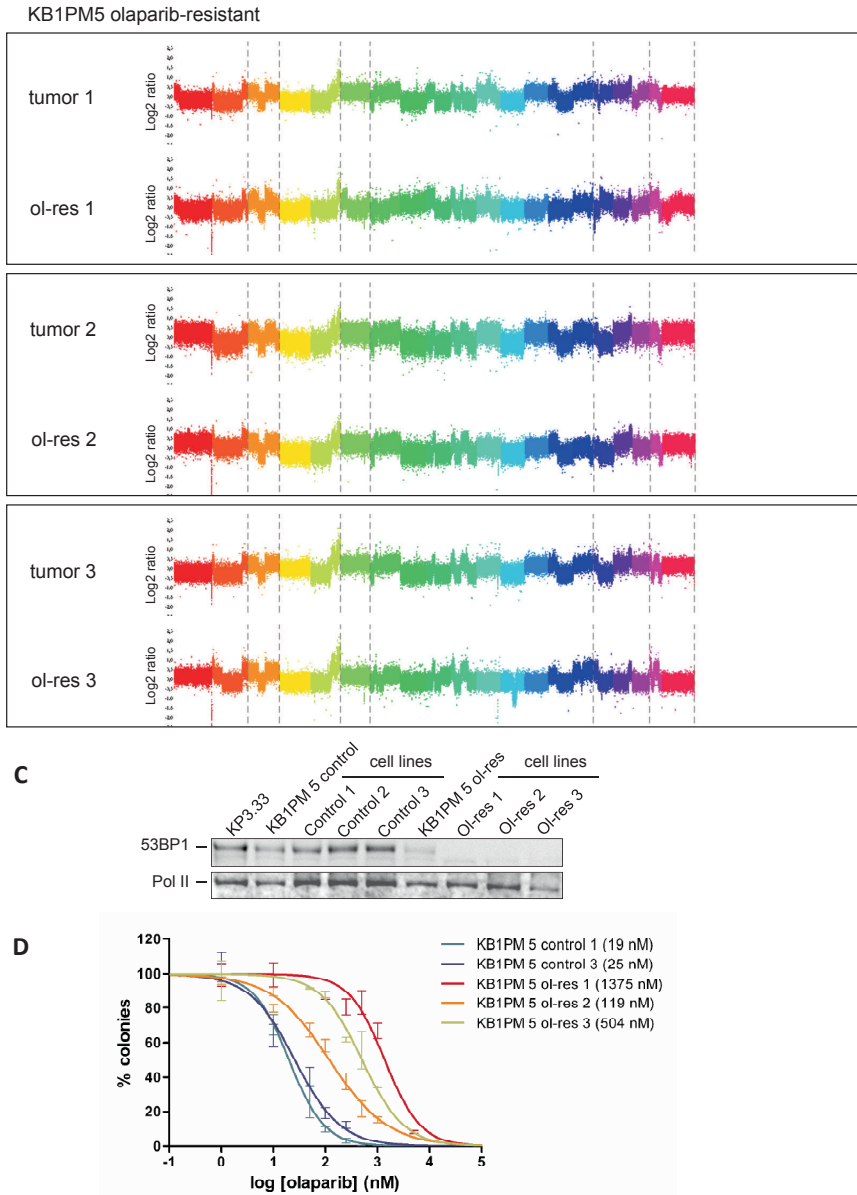 KB1PM5 olaparib-resistant
tumor 1
Log2 ratio
ol-res 1
Log2 ratio
tumor 2
Log2 ratio
ol-res 2
Log2 ratio
tumor 3
Log2 ratio
ol-res 3
Log2 ratio
C
cell lines
cell lines
KP3.33
KB1PM 5 control
Control 1
Control 2
Control 3
KB1PM 5 ol-res
Ol-res 1
Ol-res 2
Ol-res 3
53BP1
Pol II
D
KB1PM 5 control 1 (19 nM)
KB1PM 5 control 3 (25 nM)
KB1PM 5 ol-res 1 (1375 nM)
KB1PM 5 ol-res 2 (119 nM)
KB1PM 5 ol-res 3 (504 nM)
% colonies
120
100
80
60
40
20
0
-1 0 1 2 3 4 5
log [olaparib] (nM)